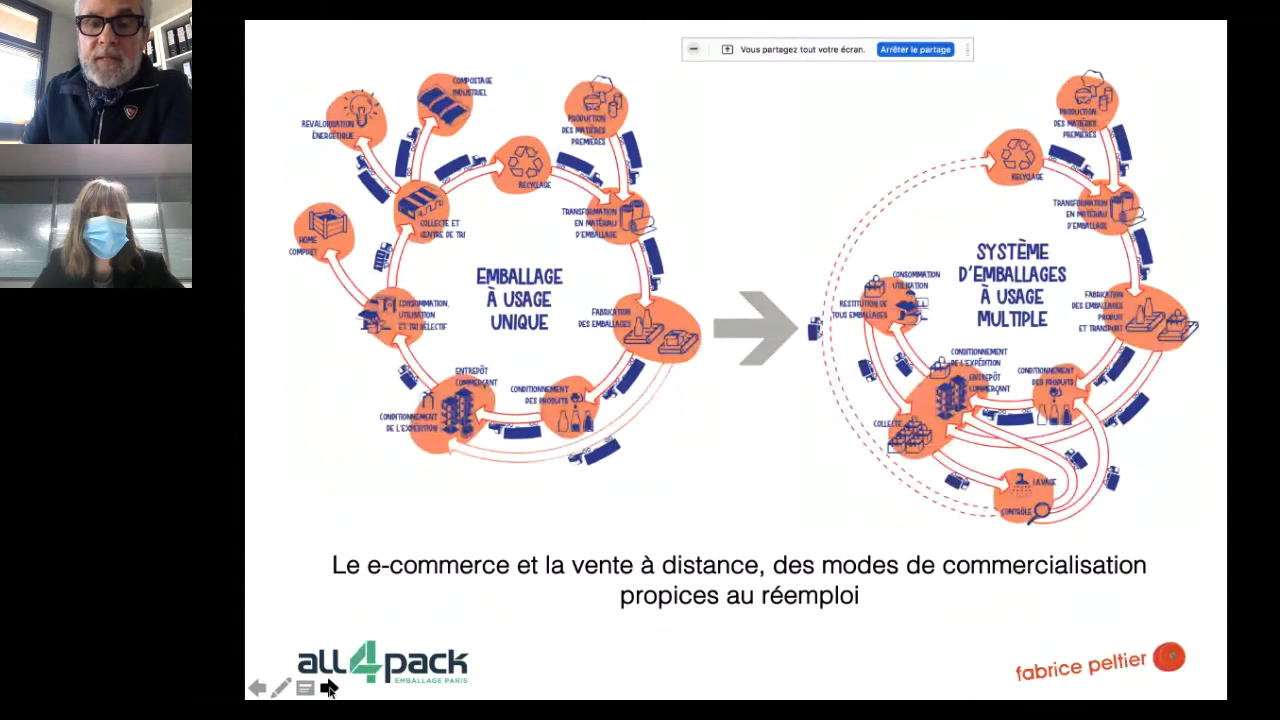 Vous partagez tout votre écran.
Arrêter le partage
COMPOSTAGE
INDUSTRIEL
REVALORISATION
ÉNERGÉTIQUE
PRODUCTION
DES MATIÈRES
PREMIÈRES
RECYCLAGE
COLLECTE ET
CENTRE DE TRI
TRANSFORMATION
EN MATÉRIAU
D'EMBALLAGE
HOME
COMPOST
EMBALLAGE
À USAGE
UNIQUE
CONSOMMATION,
UTILISATION
ET TRI SÉLECTIF
FABRICATION
DES EMBALLAGES
ENTREPÔT
COMMERÇANT
CONDITIONNEMENT
DES PRODUITS
CONDITIONNEMENT
DE L'EXPÉDITION
PRODUCTION
DES MATIÈRES
PREMIÈRES
RECYCLAGE
TRANSFORMATION
EN MATÉRIAU
D'EMBALLAGE
SYSTÈME
D'EMBALLAGES
À USAGE
MULTIPLE
CONSOMMATION
UTILISATION
RESTITUTION DE
TOUS EMBALLAGES
FABRICATION
DES EMBALLAGES
PRODUIT
ET TRANSPORT
CONDITIONNEMENT
DE L'EXPÉDITION
ENTREPÔT
COMMERÇANT
CONDITIONNEMENT
DES PRODUITS
COLLECTE
LAVAGE
CONTRÔLE
Le e-commerce et la vente à distance, des modes de commercialisation
propices au réemploi
all4pack
EMBALLAGE PARIS
fabrice peltier